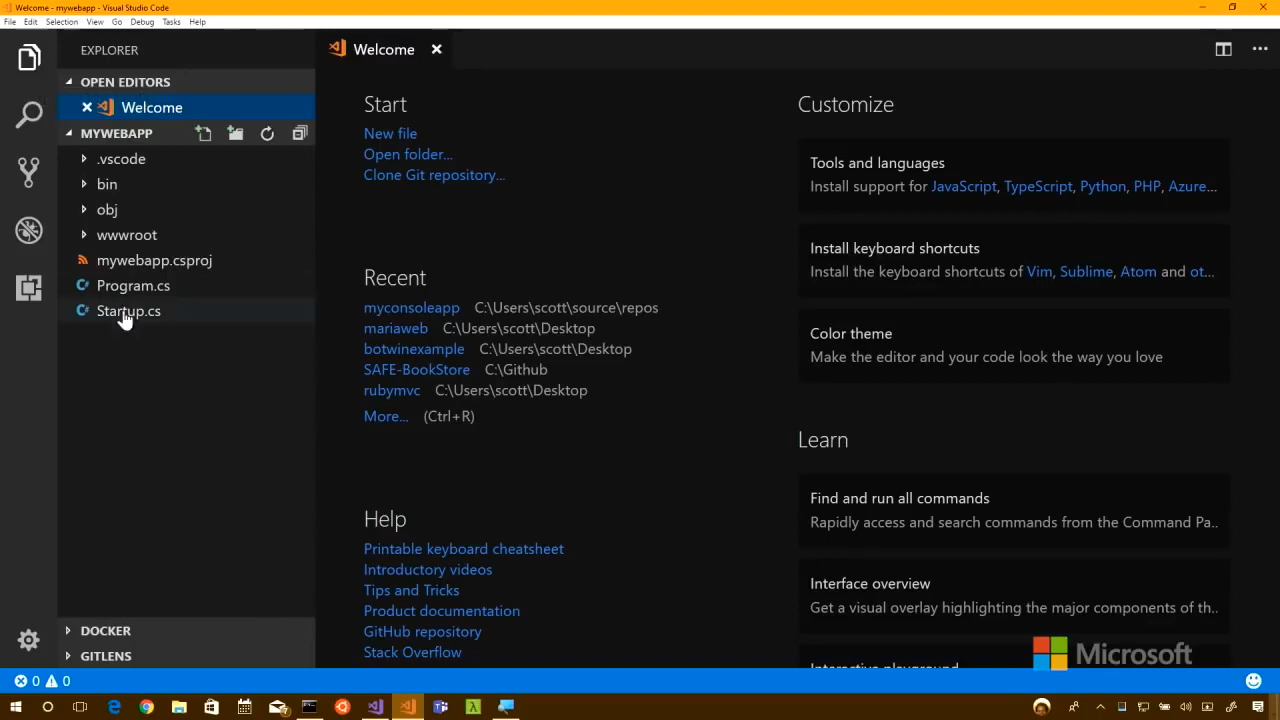 Welcome - mywebapp - Visual Studio Code
File Edit Selection View Go Debug Tasks Help
EXPLORER
OPEN EDITORS
Welcome
MYWEBAPP
.vscode
bin
obj
wwwroot
mywebapp.csproj
Program.cs
Startup.cs
DOCKER
GITLENS
Welcome
Start
New file
Open folder...
Clone Git repository...
Recent
myconsoleapp C:\Users\scott\source\repos
mariaweb C:\Users\scott\Desktop
botwinexample C:\Users\scott\Desktop
SAFE-BookStore C:\Github
rubymvc C:\Users\scott\Desktop
More... (Ctrl+R)
Help
Printable keyboard cheatsheet
Introductory videos
Tips and Tricks
Product documentation
GitHub repository
Stack Overflow
Customize
Tools and languages
Install support for JavaScript, TypeScript, Python, PHP, Azure...
Install keyboard shortcuts
Install the keyboard shortcuts of Vim, Sublime, Atom and ot...
Color theme
Make the editor and your code look the way you love
Learn
Find and run all commands
Rapidly access and search commands from the Command Pa..
Interface overview
Get a visual overlay highlighting the major components of th..
Interactive playground
Microsoft
0 0